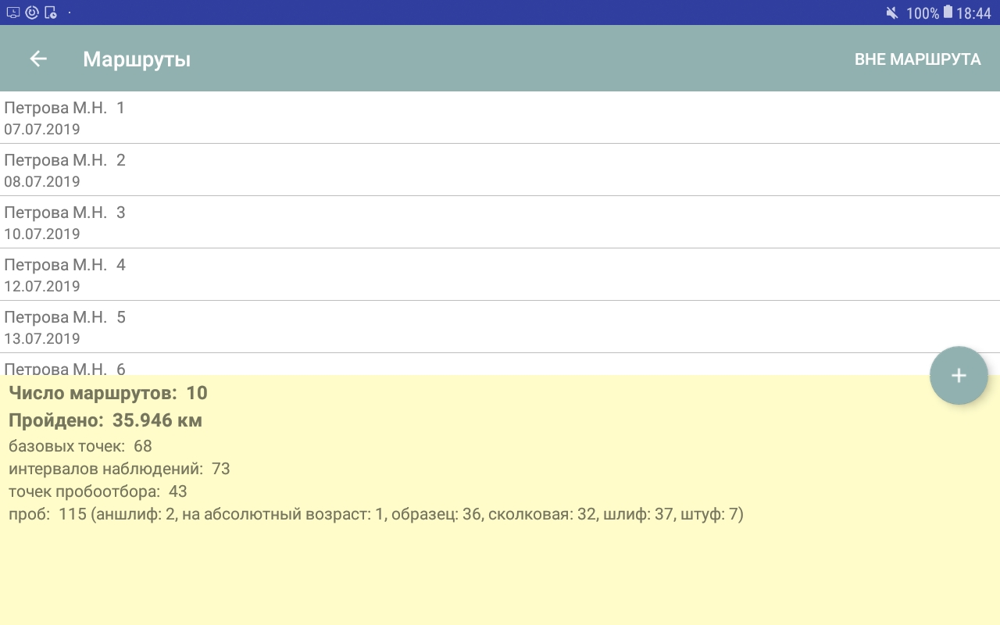 100% 18:44
Маршруты
ВНЕ МАРШРУТА
Петрова М.Н. 1
07.07.2019
Петрова М.Н. 2
08.07.2019
Петрова М.Н. 3
10.07.2019
Петрова М.Н. 4
12.07.2019
Петрова М.Н. 5
13.07.2019
Петрова М.Н. 6
Число маршрутов: 10
Пройдено: 35.946 км
базовых точек: 68
интервалов наблюдений: 73
точек пробоотбора: 43
проб: 115 (аншлиф: 2, на абсолютный возраст: 1, образец: 36, сколковая: 32, шлиф: 37, штуф: 7)